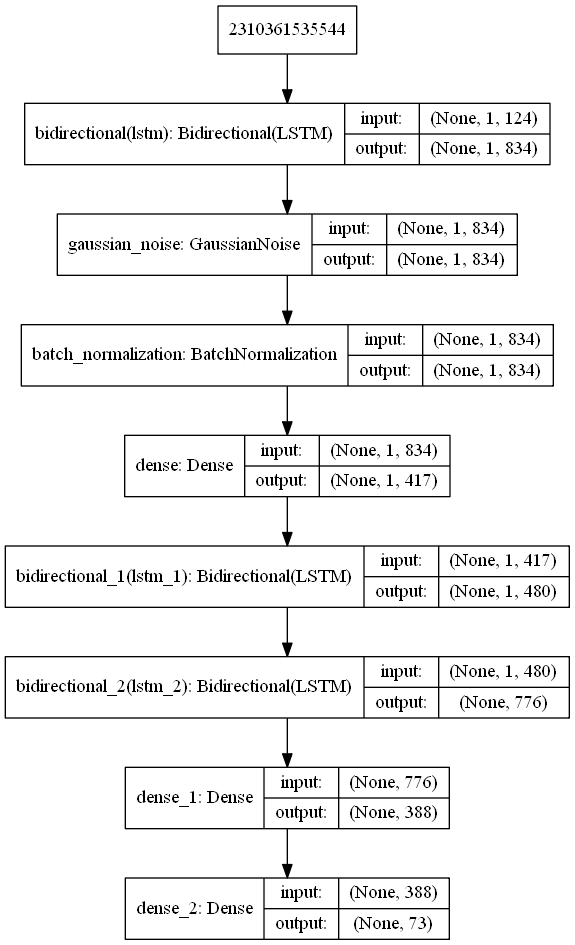 2310361535544
bidirectional(lstm): Bidirectional(LSTM)
input: (None, 1, 124)
output: (None, 1, 834)
gaussian_noise: GaussianNoise
input: (None, 1, 834)
output: (None, 1, 834)
batch_normalization: BatchNormalization
input: (None, 1, 834)
output: (None, 1, 834)
dense: Dense
input: (None, 1, 834)
output: (None, 1, 417)
bidirectional_1(lstm_1): Bidirectional(LSTM)
input: (None, 1, 417)
output: (None, 1, 480)
bidirectional_2(lstm_2): Bidirectional(LSTM)
input: (None, 1, 480)
output: (None, 776)
dense_1: Dense
input: (None, 776)
output: (None, 388)
dense_2: Dense
input: (None, 388)
output: (None, 73)